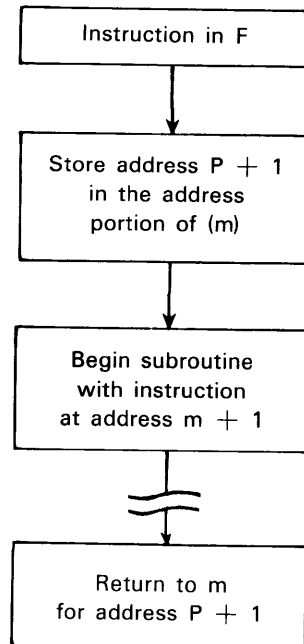 Instruction in F
Store address P + 1
in the address
portion of (m)
Begin subroutine
with instruction
at address m + 1
Return to m
for address P + 1